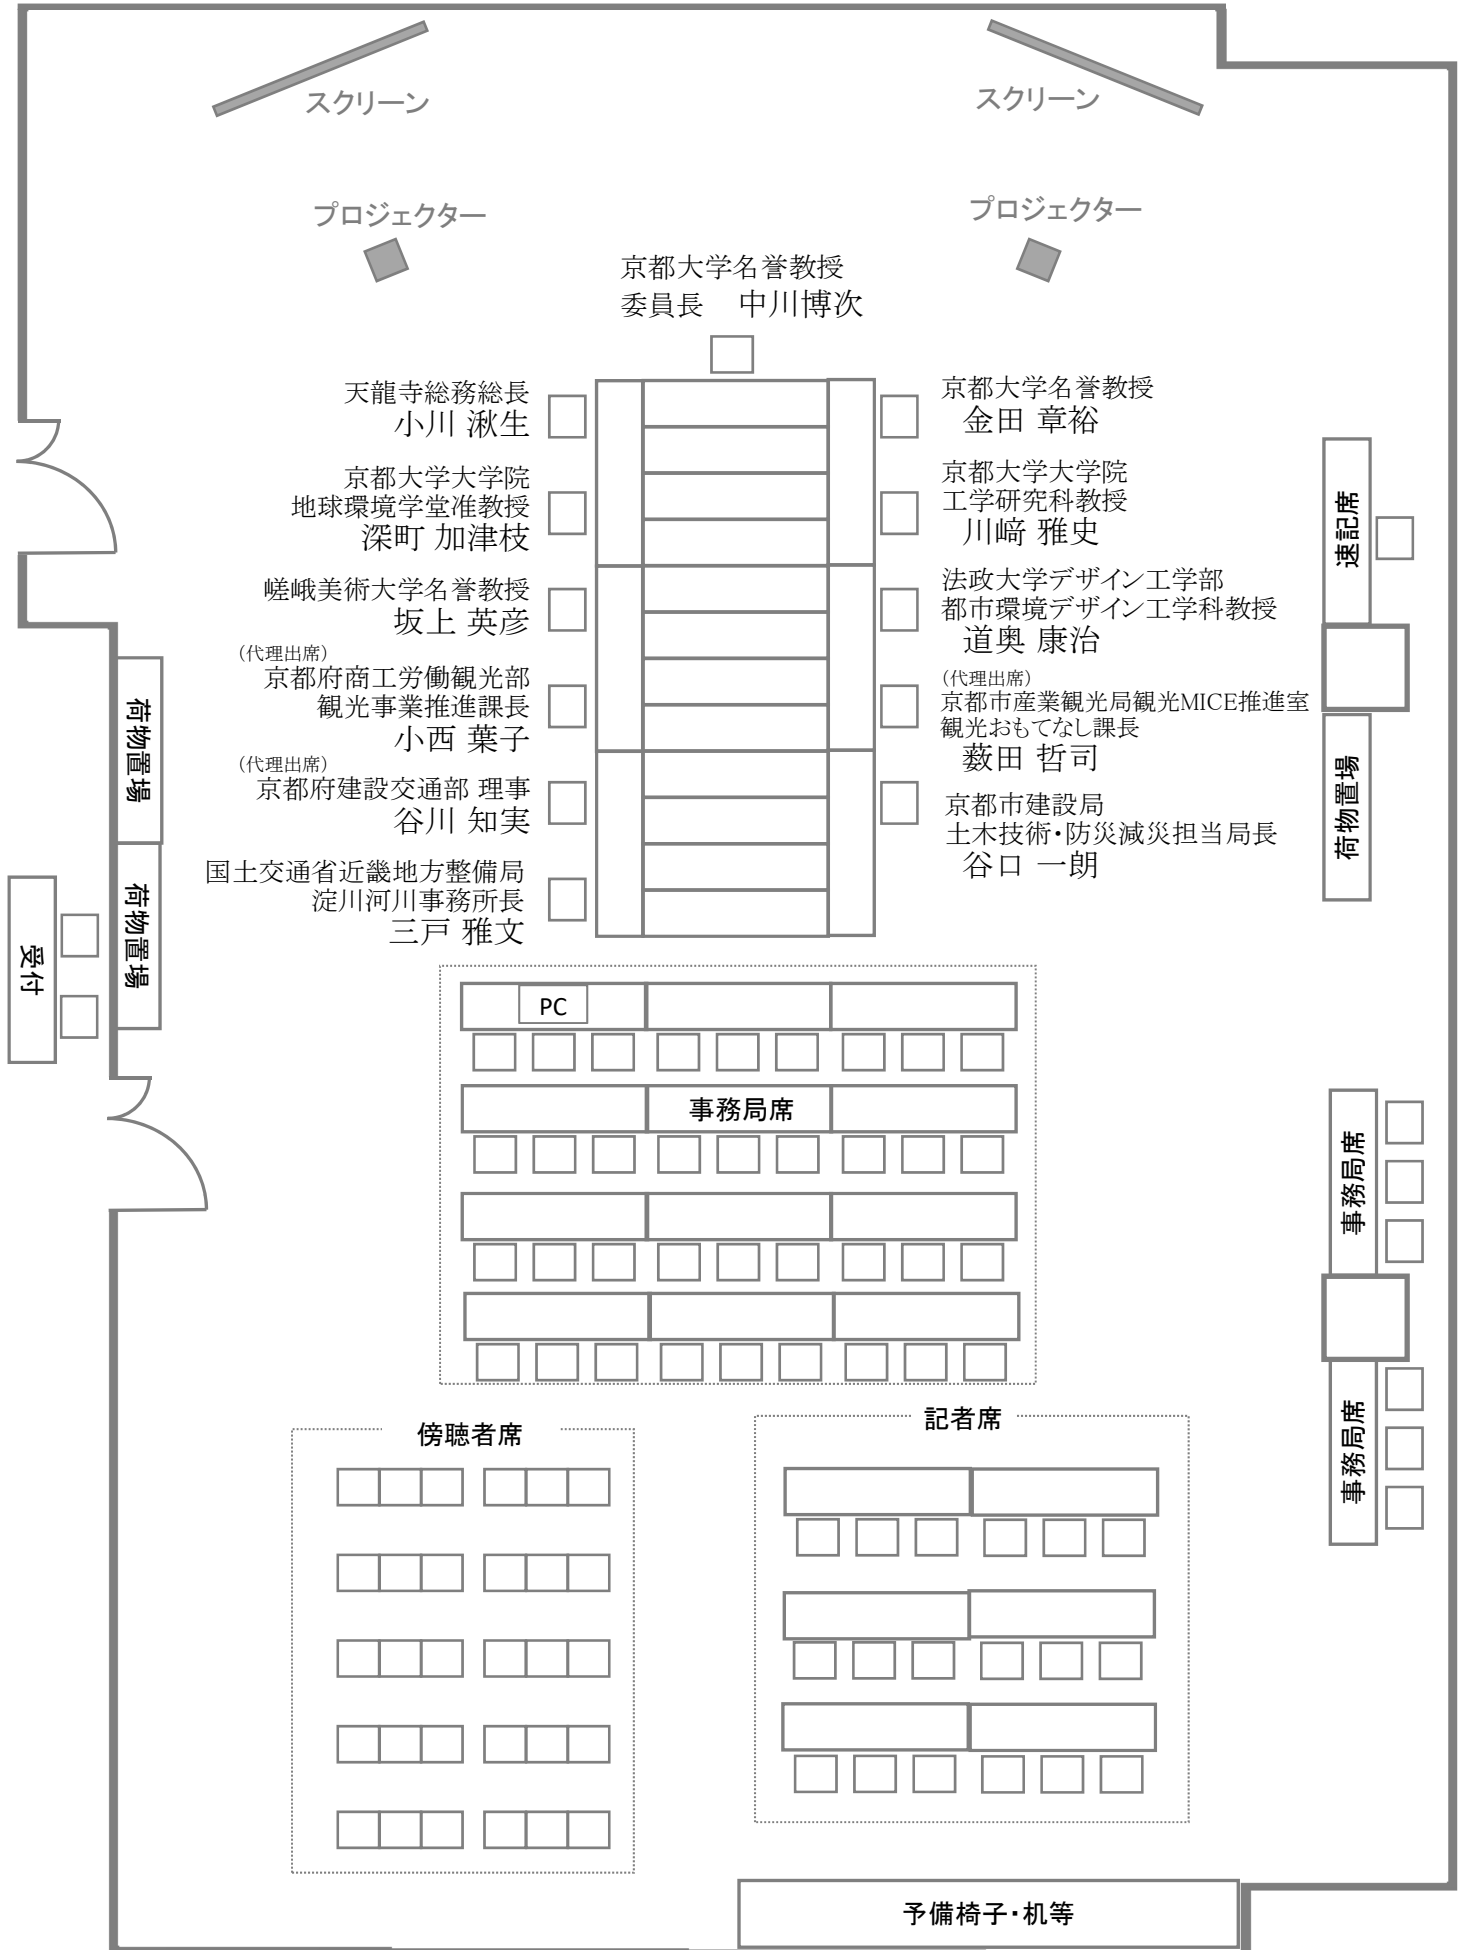 スクリーン
スクリーン
プロジェクター
プロジェクター
京都大学名誉教授
委員長　中川博次
天龍寺総務総長
小川 湫生
京都大学大学院
地球環境学堂准教授
深町 加津枝
嵯峨美術大学名誉教授
坂上 英彦
（代理出席）
京都府商工労働観光部
観光事業推進課長
小西 葉子
（代理出席）
京都府建設交通部 理事
谷川 知実
国土交通省近畿地方整備局
淀川河川事務所長
三戸 雅文
京都大学名誉教授
金田 章裕
京都大学大学院
工学研究科教授
川﨑 雅史
法政大学デザイン工学部
都市環境デザイン工学科教授
道奥 康治
（代理出席）
京都市産業観光局観光MICE推進室
観光おもてなし課長
薮田 哲司
京都市建設局
土木技術・防災減災担当局長
谷口 一朗
速記席
荷物置場
荷物置場
荷物置場
受付
PC
事務局席
事務局席
事務局席
傍聴者席
記者席
予備椅子・机等